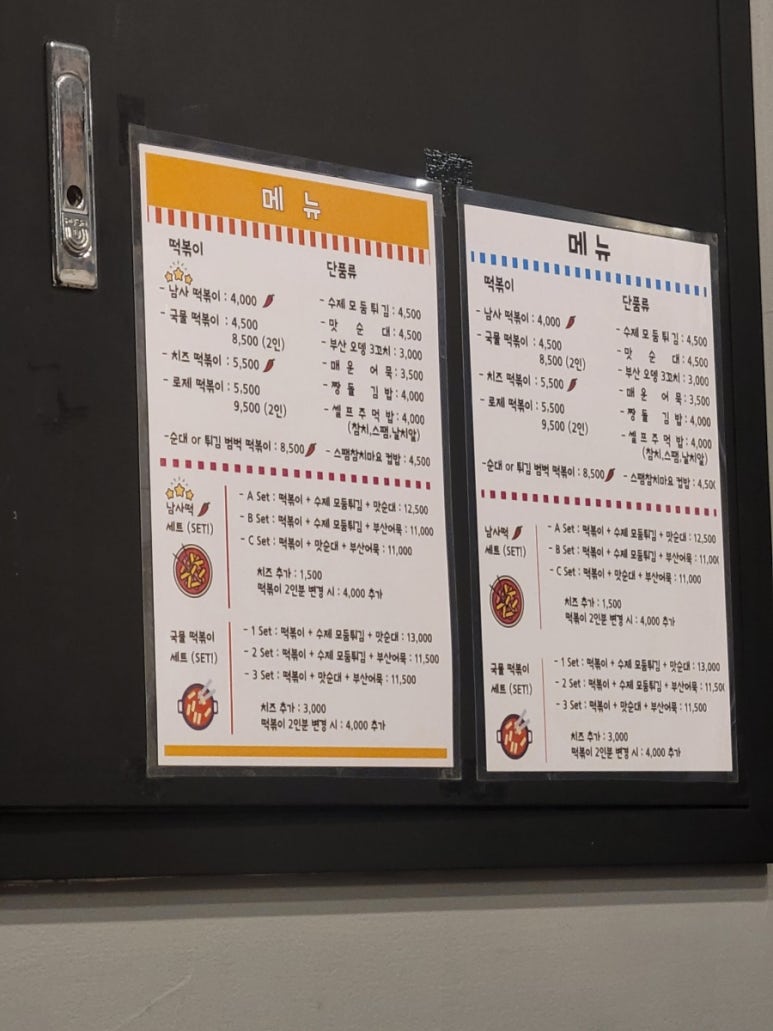 메 뉴
떡볶이
- 남사 떡볶이 : 4,000
- 국물 떡볶이 : 4,500
8,500 (2인)
- 치즈 떡볶이 : 5,500
- 로제 떡볶이 : 5,500
9,500 (2인)
-순대 or 튀김 범벅 떡볶이 : 8,500
단품류
- 수제 모 둠 튀 김 : 4,500
- 맛 순 대 : 4,500
- 부산 오뎅 3꼬치 : 3,000
- 매 운 어 묵 : 3,500
- 짱 둘 김 밥 : 4,000
- 셀 프 주 먹 밥 : 4,000
(참치,스팸,날치알)
- 스팸참치마요 컵밥 : 4,500
남사떡
세트 (SET!)
- A Set : 떡볶이 + 수제 모둠튀김 + 맛순대 : 12,500
- B Set : 떡볶이 + 수제 모둠튀김 + 부산어묵 : 11,000
- C Set : 떡볶이 + 맛순대 + 부산어묵 : 11,000
치즈 추가 : 1,500
떡볶이 2인분 변경 시 : 4,000 추가
국물 떡볶이
세트 (SET!)
- 1 Set : 떡볶이 + 수제 모둠튀김 + 맛순대 : 13,000
- 2 Set : 떡볶이 + 수제 모둠튀김 + 부산어묵 : 11,500
- 3 Set : 떡볶이 + 맛순대 + 부산어묵 : 11,500
치즈 추가 : 3,000
떡볶이 2인분 변경 시 : 4,000 추가
메 뉴
떡볶이
- 남사 떡볶이 : 4,000
- 국물 떡볶이 : 4,500
8,500 (2인)
- 치즈 떡볶이 : 5,500
- 로제 떡볶이 : 5,500
9,500 (2인)
-순대 or 튀김 범벅 떡볶이 : 8,500
단품류
- 수제 모 둠 튀 김 : 4,500
- 맛 순 대 : 4,500
- 부산 오뎅 3꼬치 : 3,000
- 매 운 어 묵 : 3,500
- 짱 둘 김 밥 : 4,000
- 셀 프 주 먹 밥 : 4,000
(참치,스팸,날치알)
- 스팸참치마요 컵밥 : 4,50
남사떡
세트 (SET!)
- A Set : 떡볶이 + 수제 모둠튀김 + 맛순대 : 12,500
- B Set : 떡볶이 + 수제 모둠튀김 + 부산어묵 : 11,00
- C Set : 떡볶이 + 맛순대 + 부산어묵 : 11,000
치즈 추가 : 1,500
떡볶이 2인분 변경 시 : 4,000 추가
국물 떡볶이
세트 (SET!)
- 1 Set : 떡볶이 + 수제 모둠튀김 + 맛순대 : 13,000
- 2 Set : 떡볶이 + 수제 모둠튀김 + 부산어묵 : 11,50
- 3 Set : 떡볶이 + 맛순대 + 부산어묵 : 11,500
치즈 추가 : 3,000
떡볶이 2인분 변경 시 : 4,000 추가